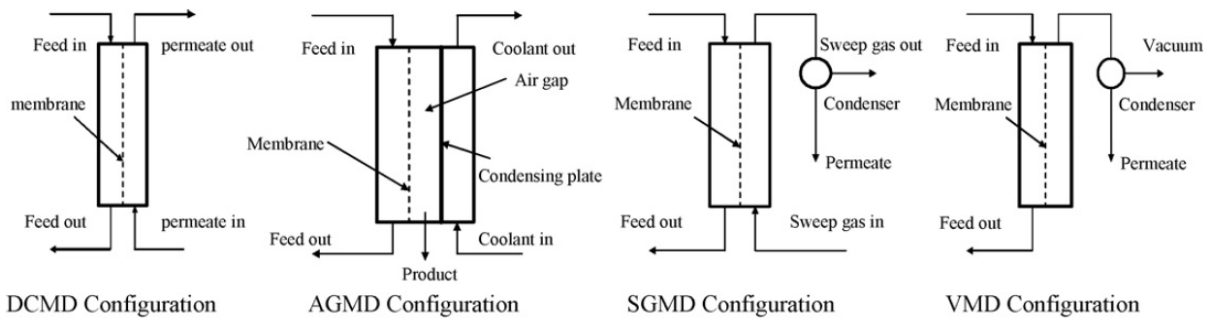 Feed in
permeate out
membrane
Feed out
permeate in
DCMD Configuration
Feed in
Coolant out
Air gap
Membrane
Condensing plate
Feed out
Coolant in
Product
AGMD Configuration
Feed in
Sweep gas out
Membrane
Condenser
Permeate
Feed out
Sweep gas in
SGMD Configuration
Feed in
Vacuum
Membrane
Condenser
Permeate
Feed out
VMD Configuration